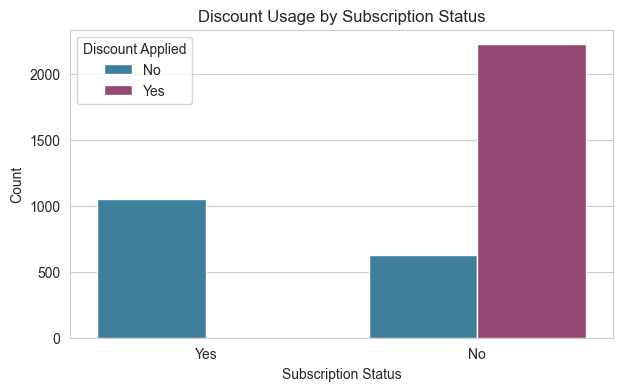 Discount Usage by Subscription Status
Discount Applied
No
Yes
2000
1500
1000
500
0
Count
Yes
No
Subscription Status